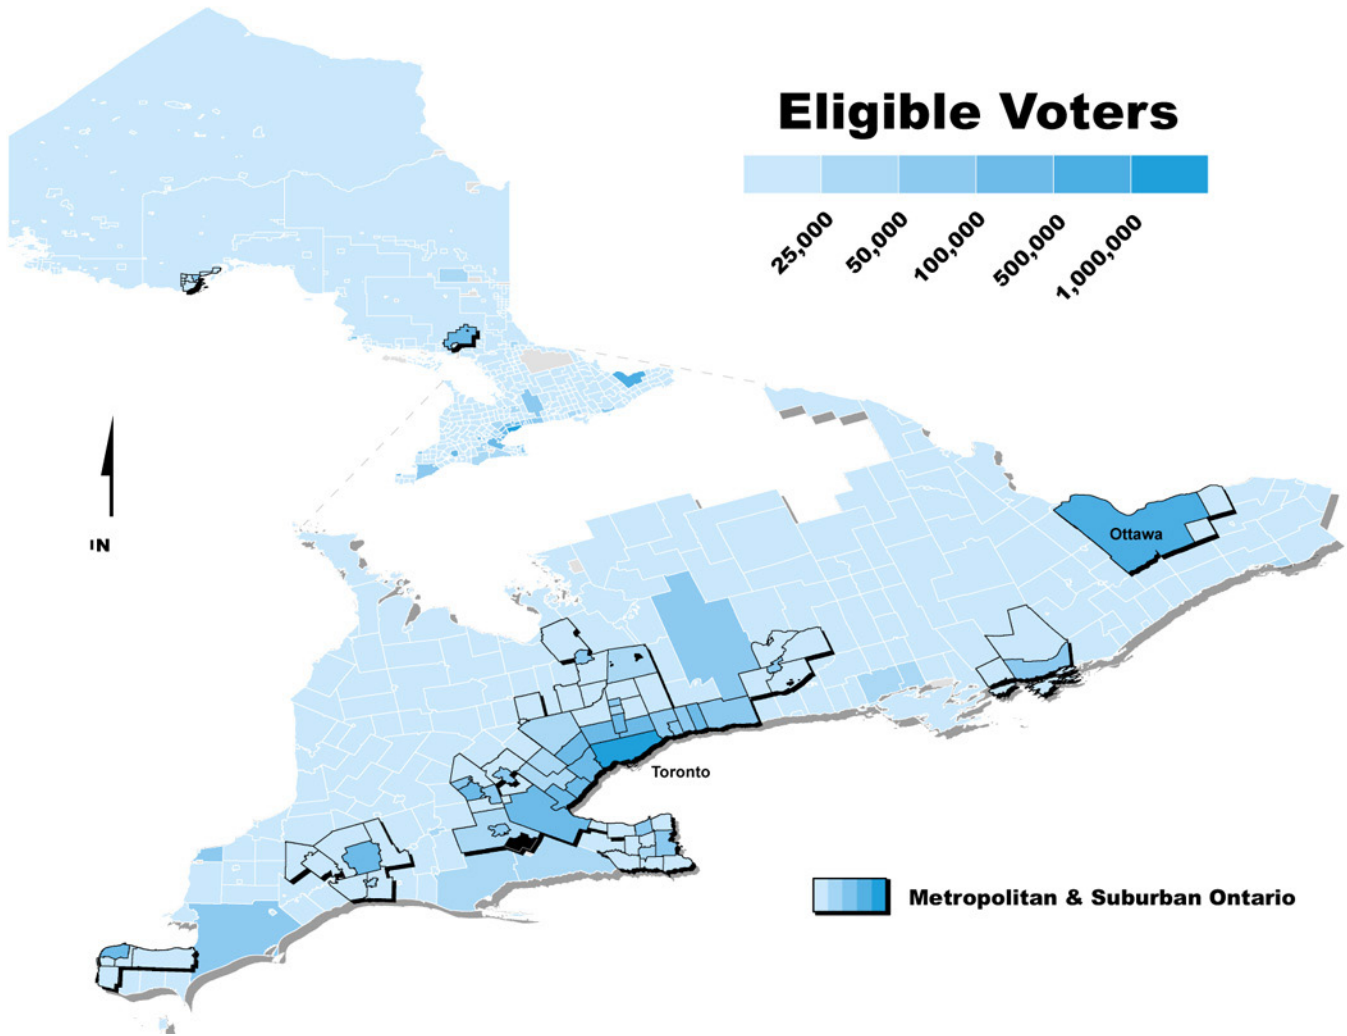 Eligible Voters
25,000
50,000
100,000
500,000
1,000,000
N
Ottawa
Toronto
Metropolitan & Suburban Ontario